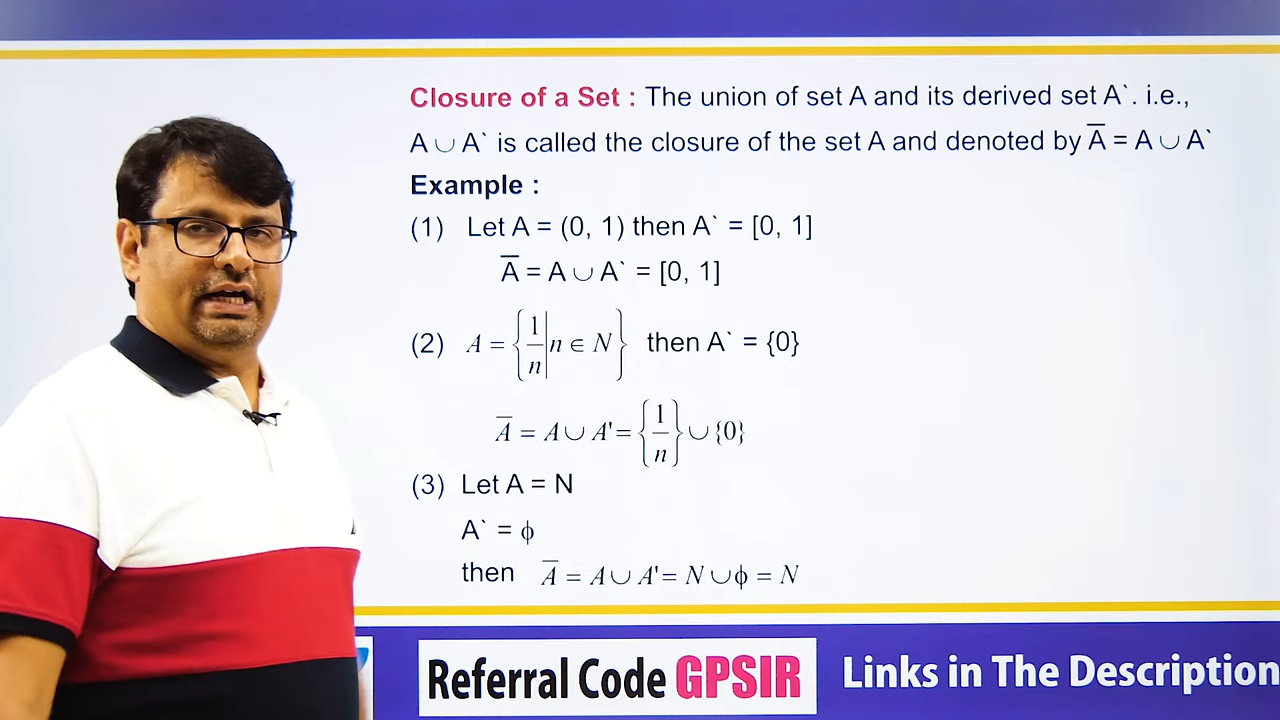 Closure of a Set : The union of set A and its derived set A`. i.e.,
A ∪ A` is called the closure of the set A and denoted by A̅ = A ∪ A`
Example :
(1) Let A = (0, 1) then A` = [0, 1]
A̅ = A ∪ A` = [0, 1]
(2) A = {1/n | n ∈ N} then A` = {0}
A̅ = A ∪ A' = {1/n} ∪ {0}
(3) Let A = N
A` = ϕ
then A̅ = A ∪ A' = N ∪ ϕ = N
Referral Code GPSIR
Links in The Description